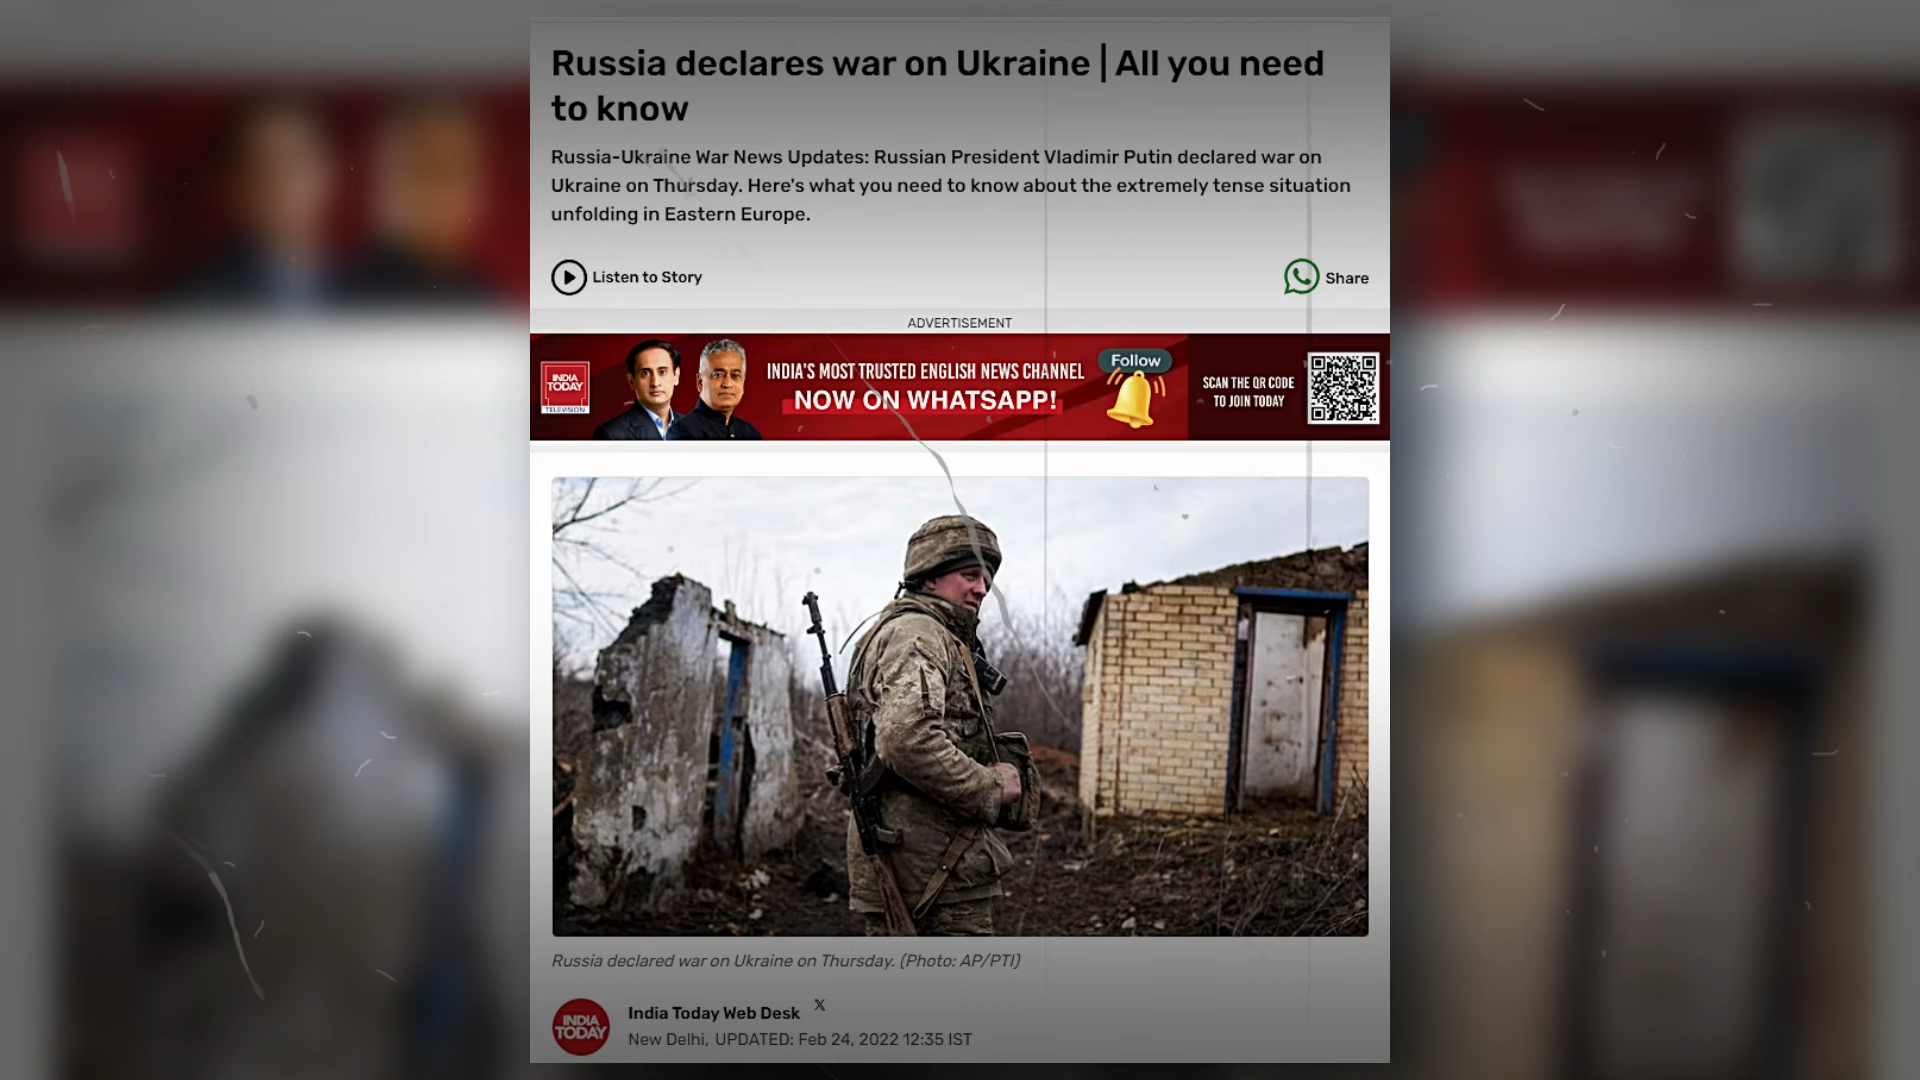 Russia declares war on Ukraine | All you need
to know
Russia-Ukraine War News Updates: Russian President Vladimir Putin declared war on
Ukraine on Thursday. Here's what you need to know about the extremely tense situation
unfolding in Eastern Europe.
Listen to Story
Share
ADVERTISEMENT
INDIA
TODAY
TELEVISION
INDIA'S MOST TRUSTED ENGLISH NEWS CHANNEL
NOW ON WHATSAPP!
Follow
SCAN THE QR CODE
TO JOIN TODAY
Russia declared war on Ukraine on Thursday. (Photo: AP/PTI)
INDIA
TODAY
India Today Web Desk
New Delhi, UPDATED: Feb 24, 2022 12:35 IST